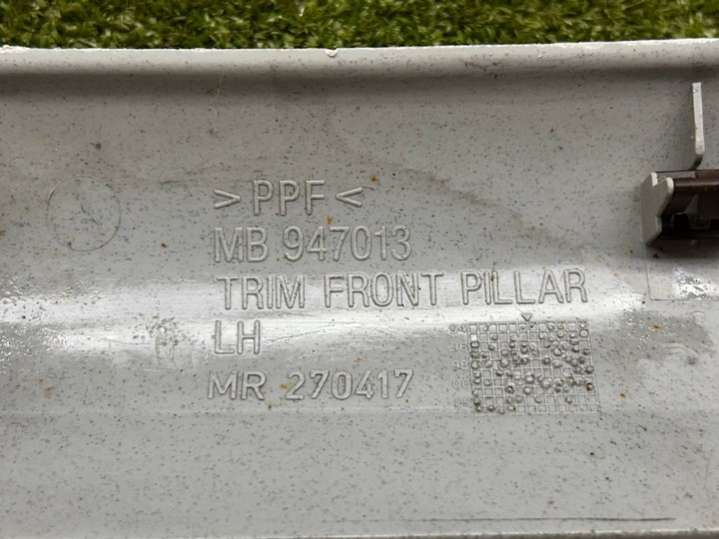 >PPF<
MB 947013
TRIM FRONT PILLAR
LH
MR 270417